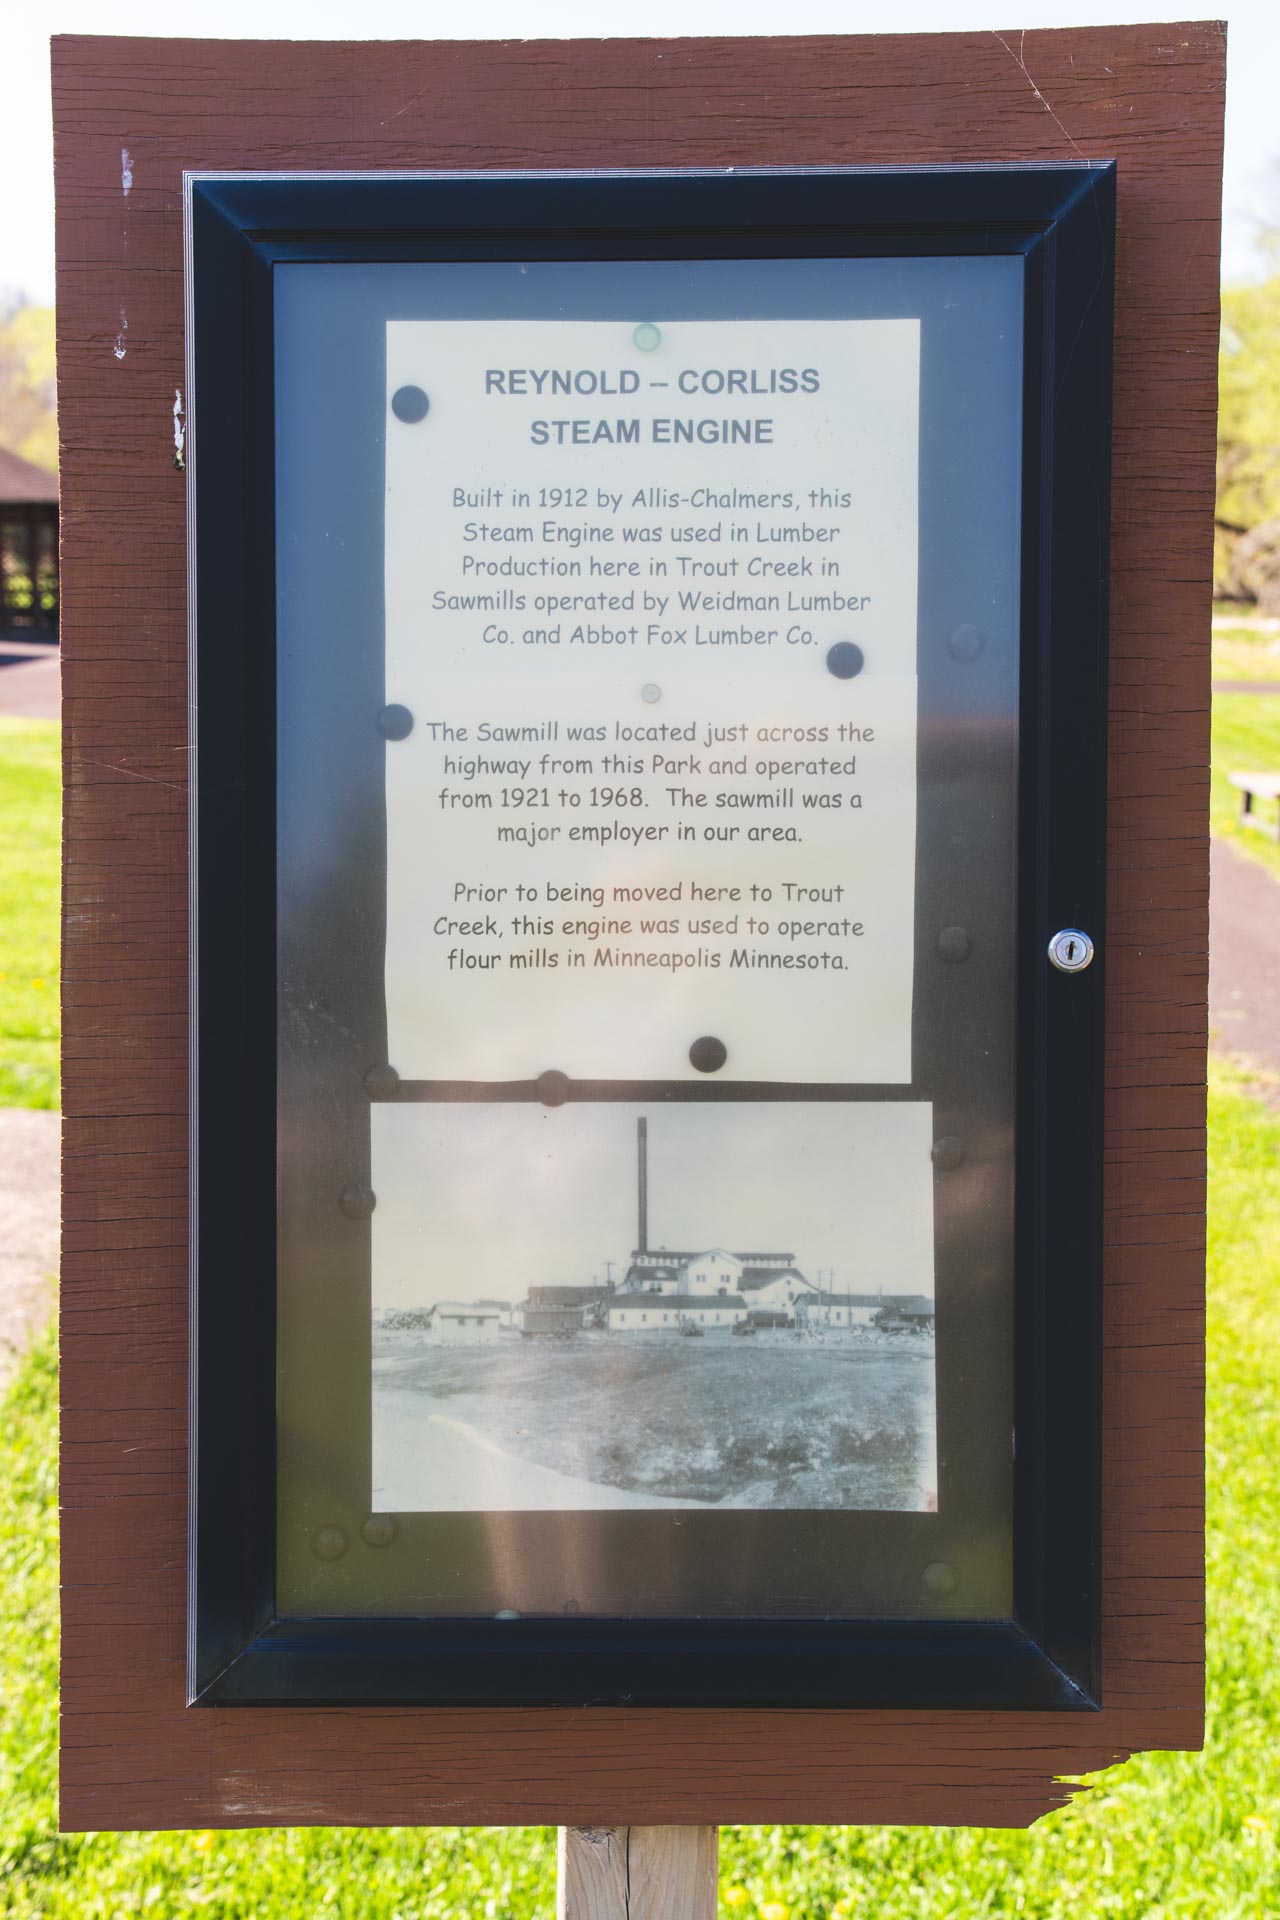 REYNOLD – CORLISS
STEAM ENGINE
Built in 1912 by Allis-Chalmers, this
Steam Engine was used in Lumber
Production here in Trout Creek in
Sawmills operated by Weidman Lumber
Co. and Abbot Fox Lumber Co.
The Sawmill was located just across the
highway from this Park and operated
from 1921 to 1968.  The sawmill was a
major employer in our area.
Prior to being moved here to Trout
Creek, this engine was used to operate
flour mills in Minneapolis Minnesota.